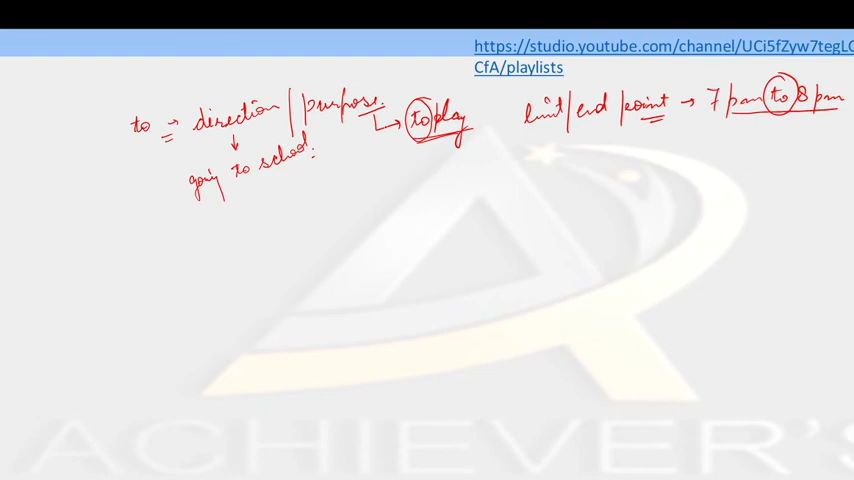 https://studio.youtube.com/channel/UCi5fZyw7tegLC
CfA/playlists
to → direction / purpose. → to play
going to school.
limit / end point → 7 pm to 8 pm
ACHIEVER'S